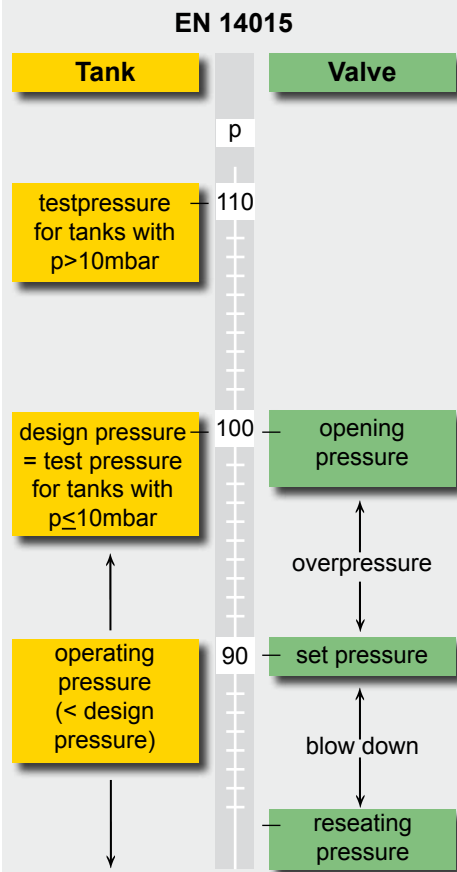 EN 14015
Tank
Valve
p
testpressure
for tanks with
p>10mbar
110
design pressure
= test pressure
for tanks with
p≤10mbar
100
opening
pressure
overpressure
operating
pressure
(< design
pressure)
90
set pressure
blow down
reseating
pressure